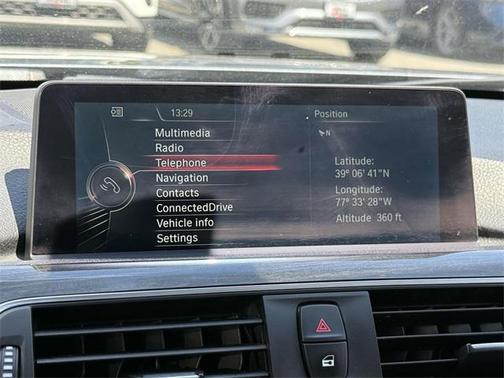 13:29
Position
Multimedia
Radio
Telephone
Navigation
Contacts
ConnectedDrive
Vehicle info
Settings
N
Latitude:
39° 06' 41"N
Longitude:
77° 33' 28"W
Altitude 360 ft